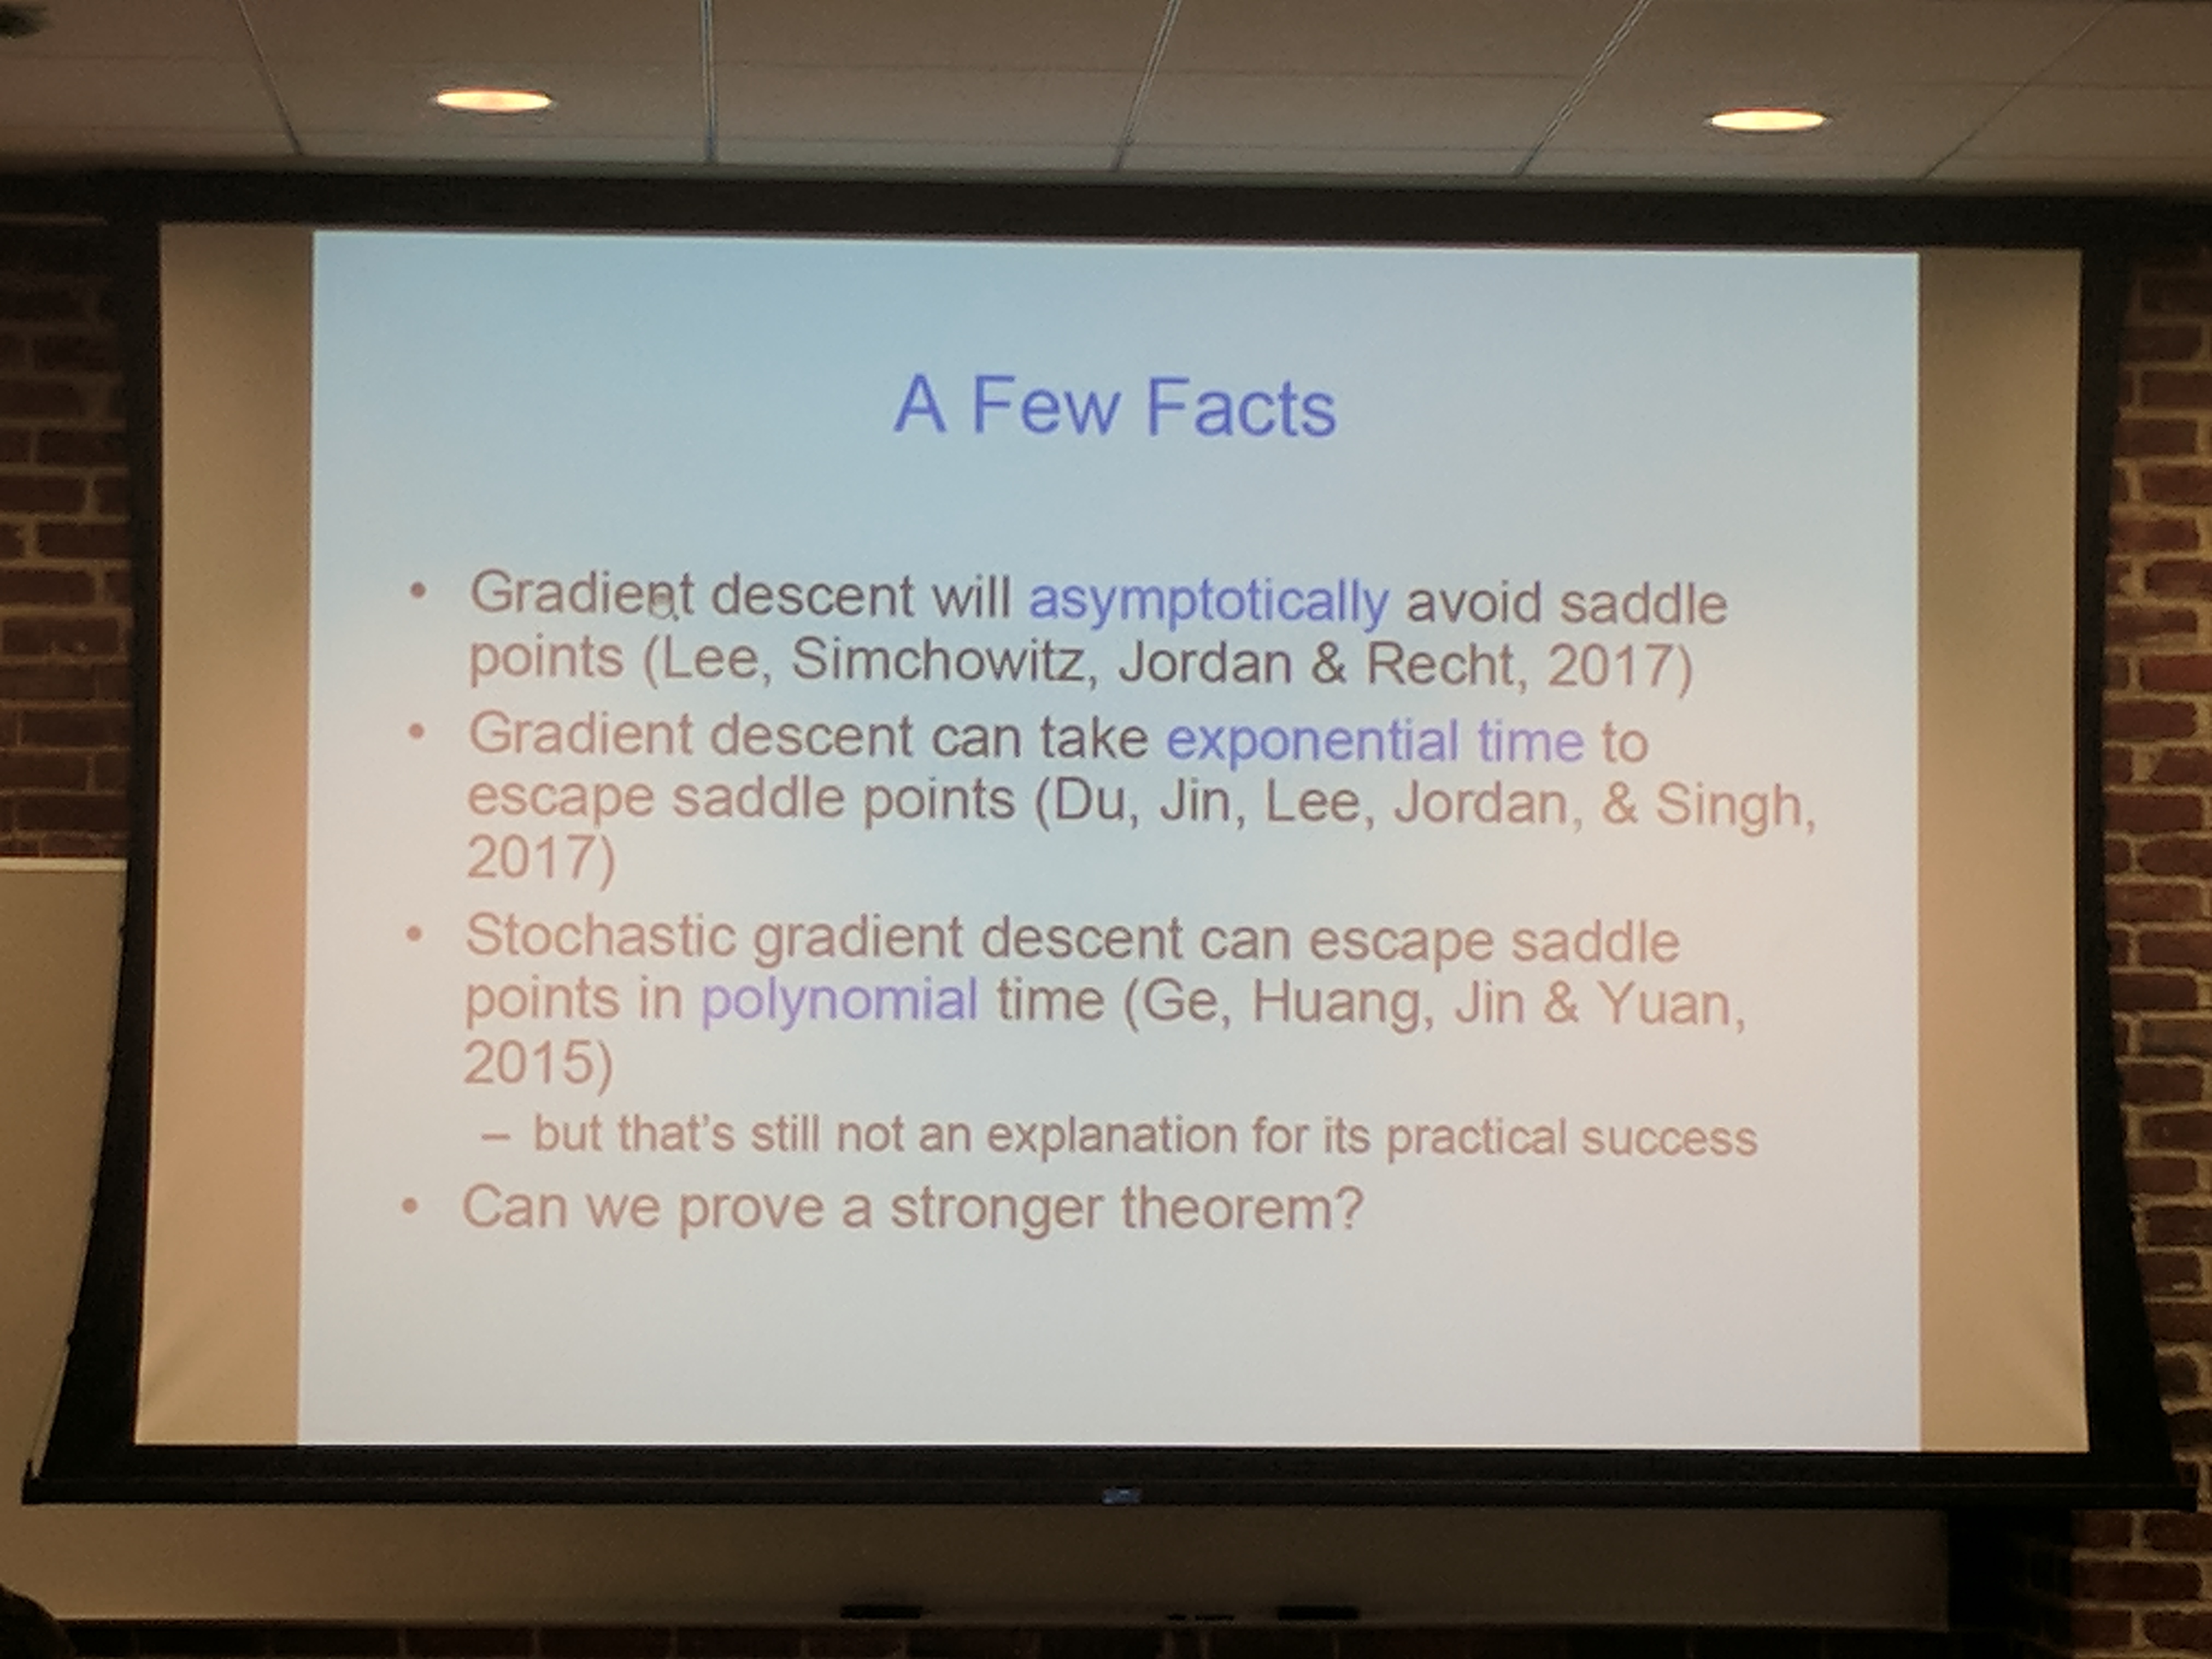 A Few Facts
• Gradient descent will asymptotically avoid saddle
points (Lee, Simchowitz, Jordan & Recht, 2017)
• Gradient descent can take exponential time to
escape saddle points (Du, Jin, Lee, Jordan, & Singh,
2017)
• Stochastic gradient descent can escape saddle
points in polynomial time (Ge, Huang, Jin & Yuan,
2015)
– but that's still not an explanation for its practical success
• Can we prove a stronger theorem?